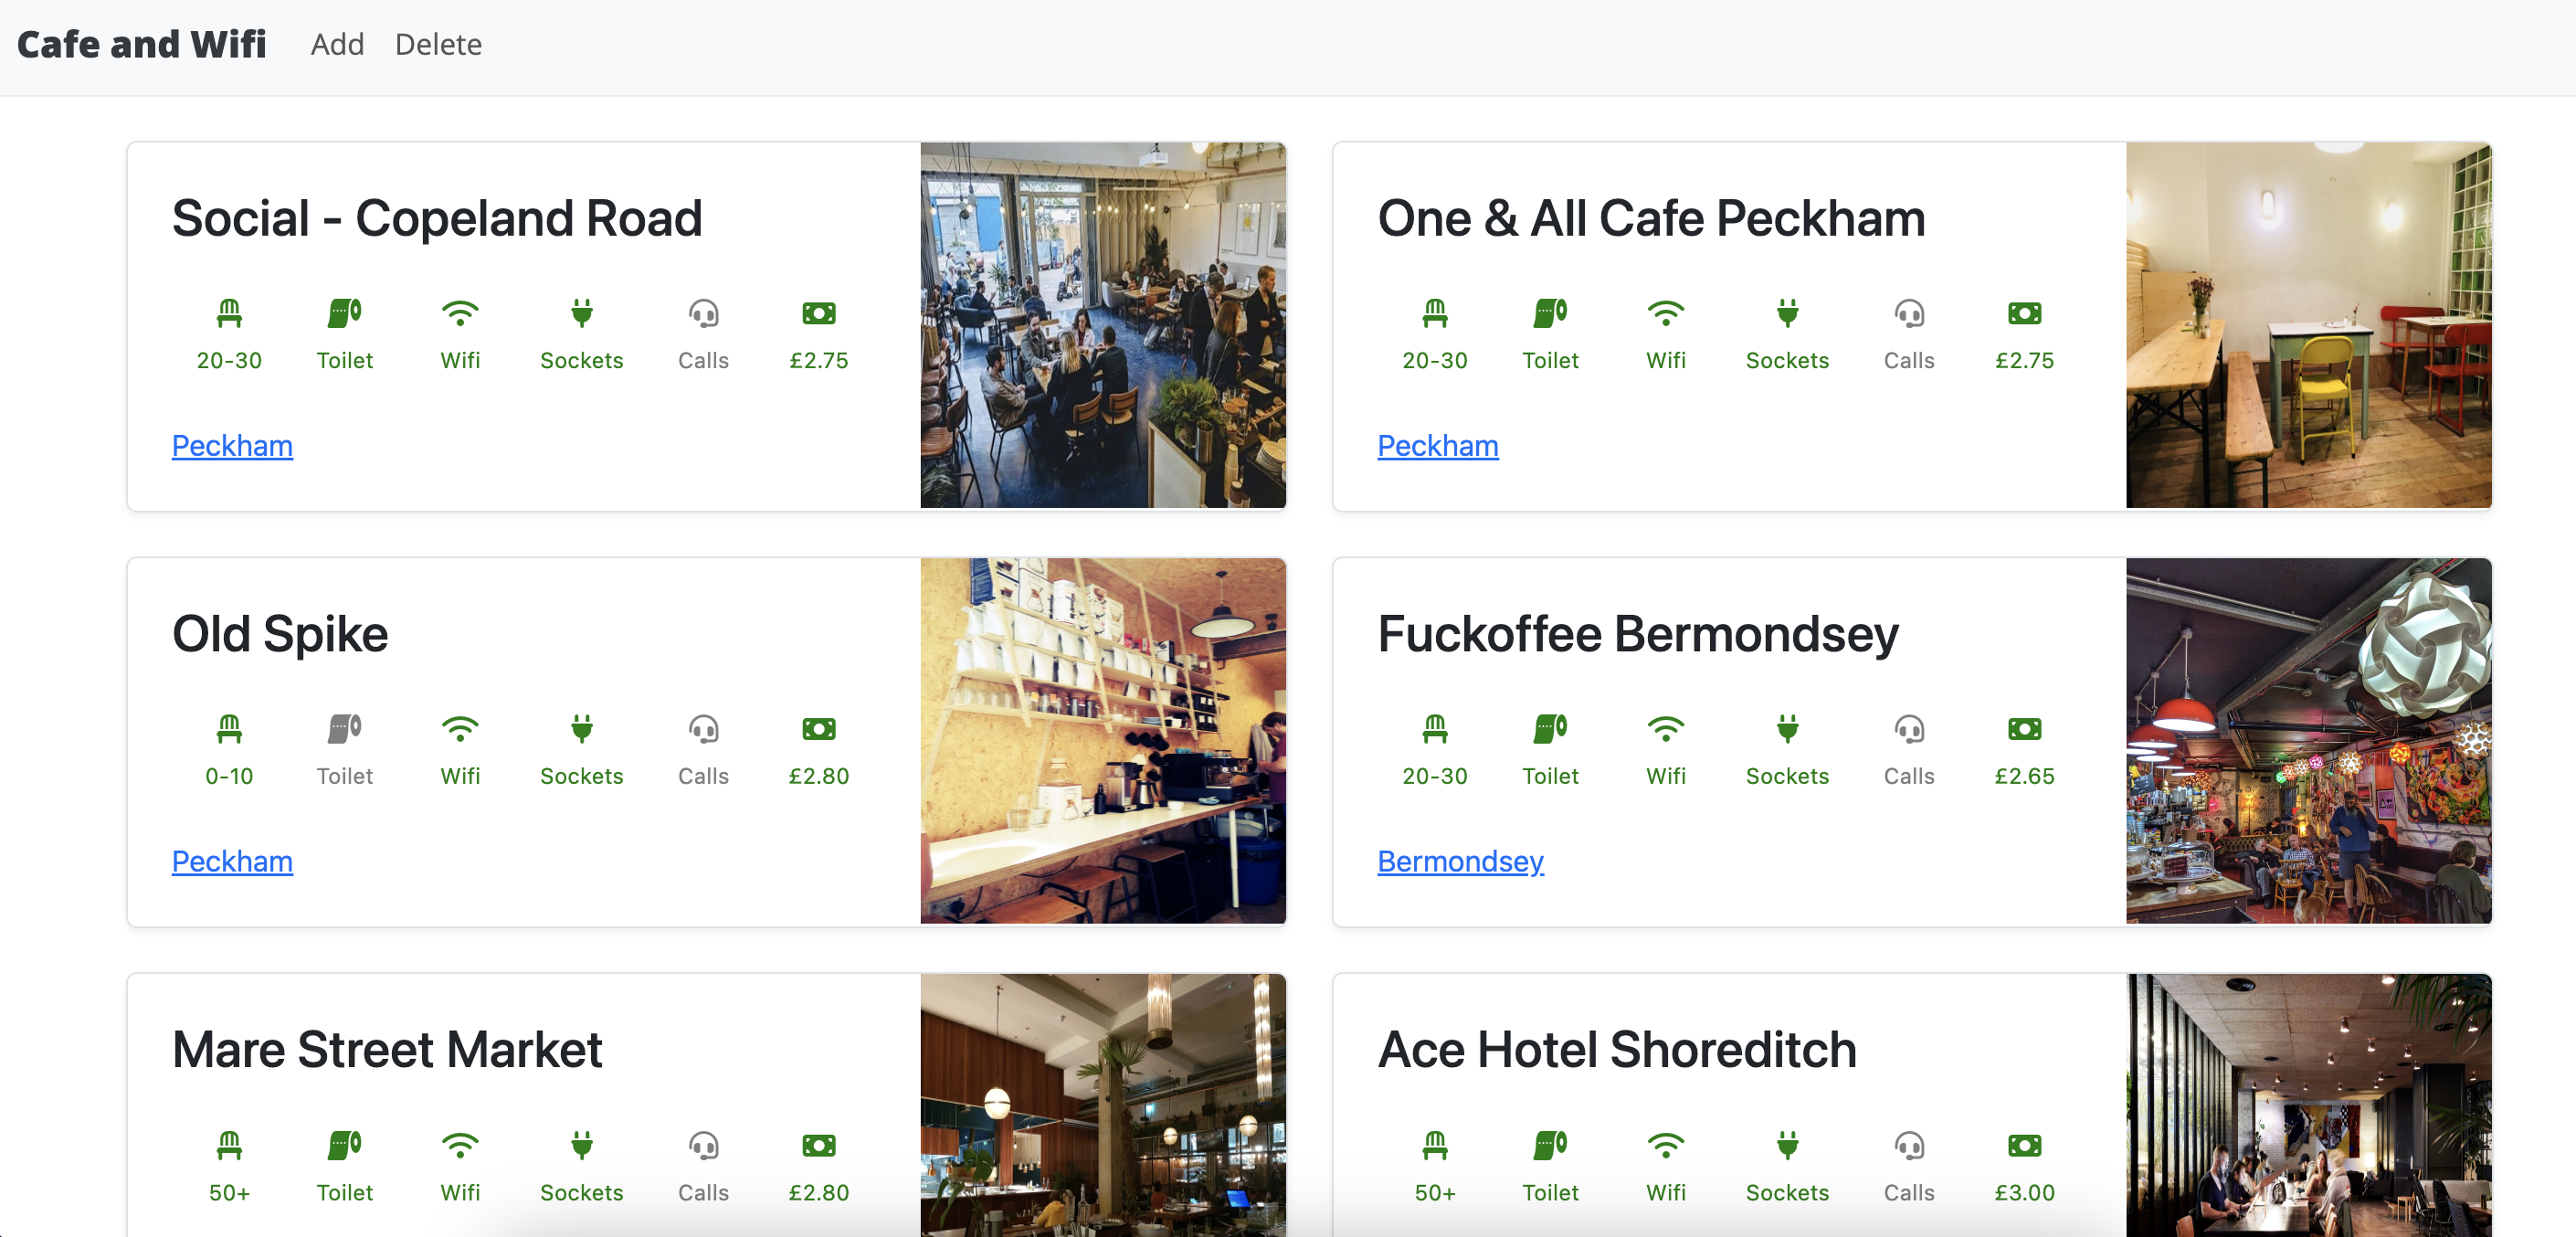 Cafe and Wifi Add Delete
Social - Copeland Road
20-30 Toilet Wifi Sockets Calls £2.75
Peckham
One & All Cafe Peckham
20-30 Toilet Wifi Sockets Calls £2.75
Peckham
Old Spike
0-10 Toilet Wifi Sockets Calls £2.80
Peckham
Fuckoffee Bermondsey
20-30 Toilet Wifi Sockets Calls £2.65
Bermondsey
Mare Street Market
50+ Toilet Wifi Sockets Calls £2.80
Ace Hotel Shoreditch
50+ Toilet Wifi Sockets Calls £3.00